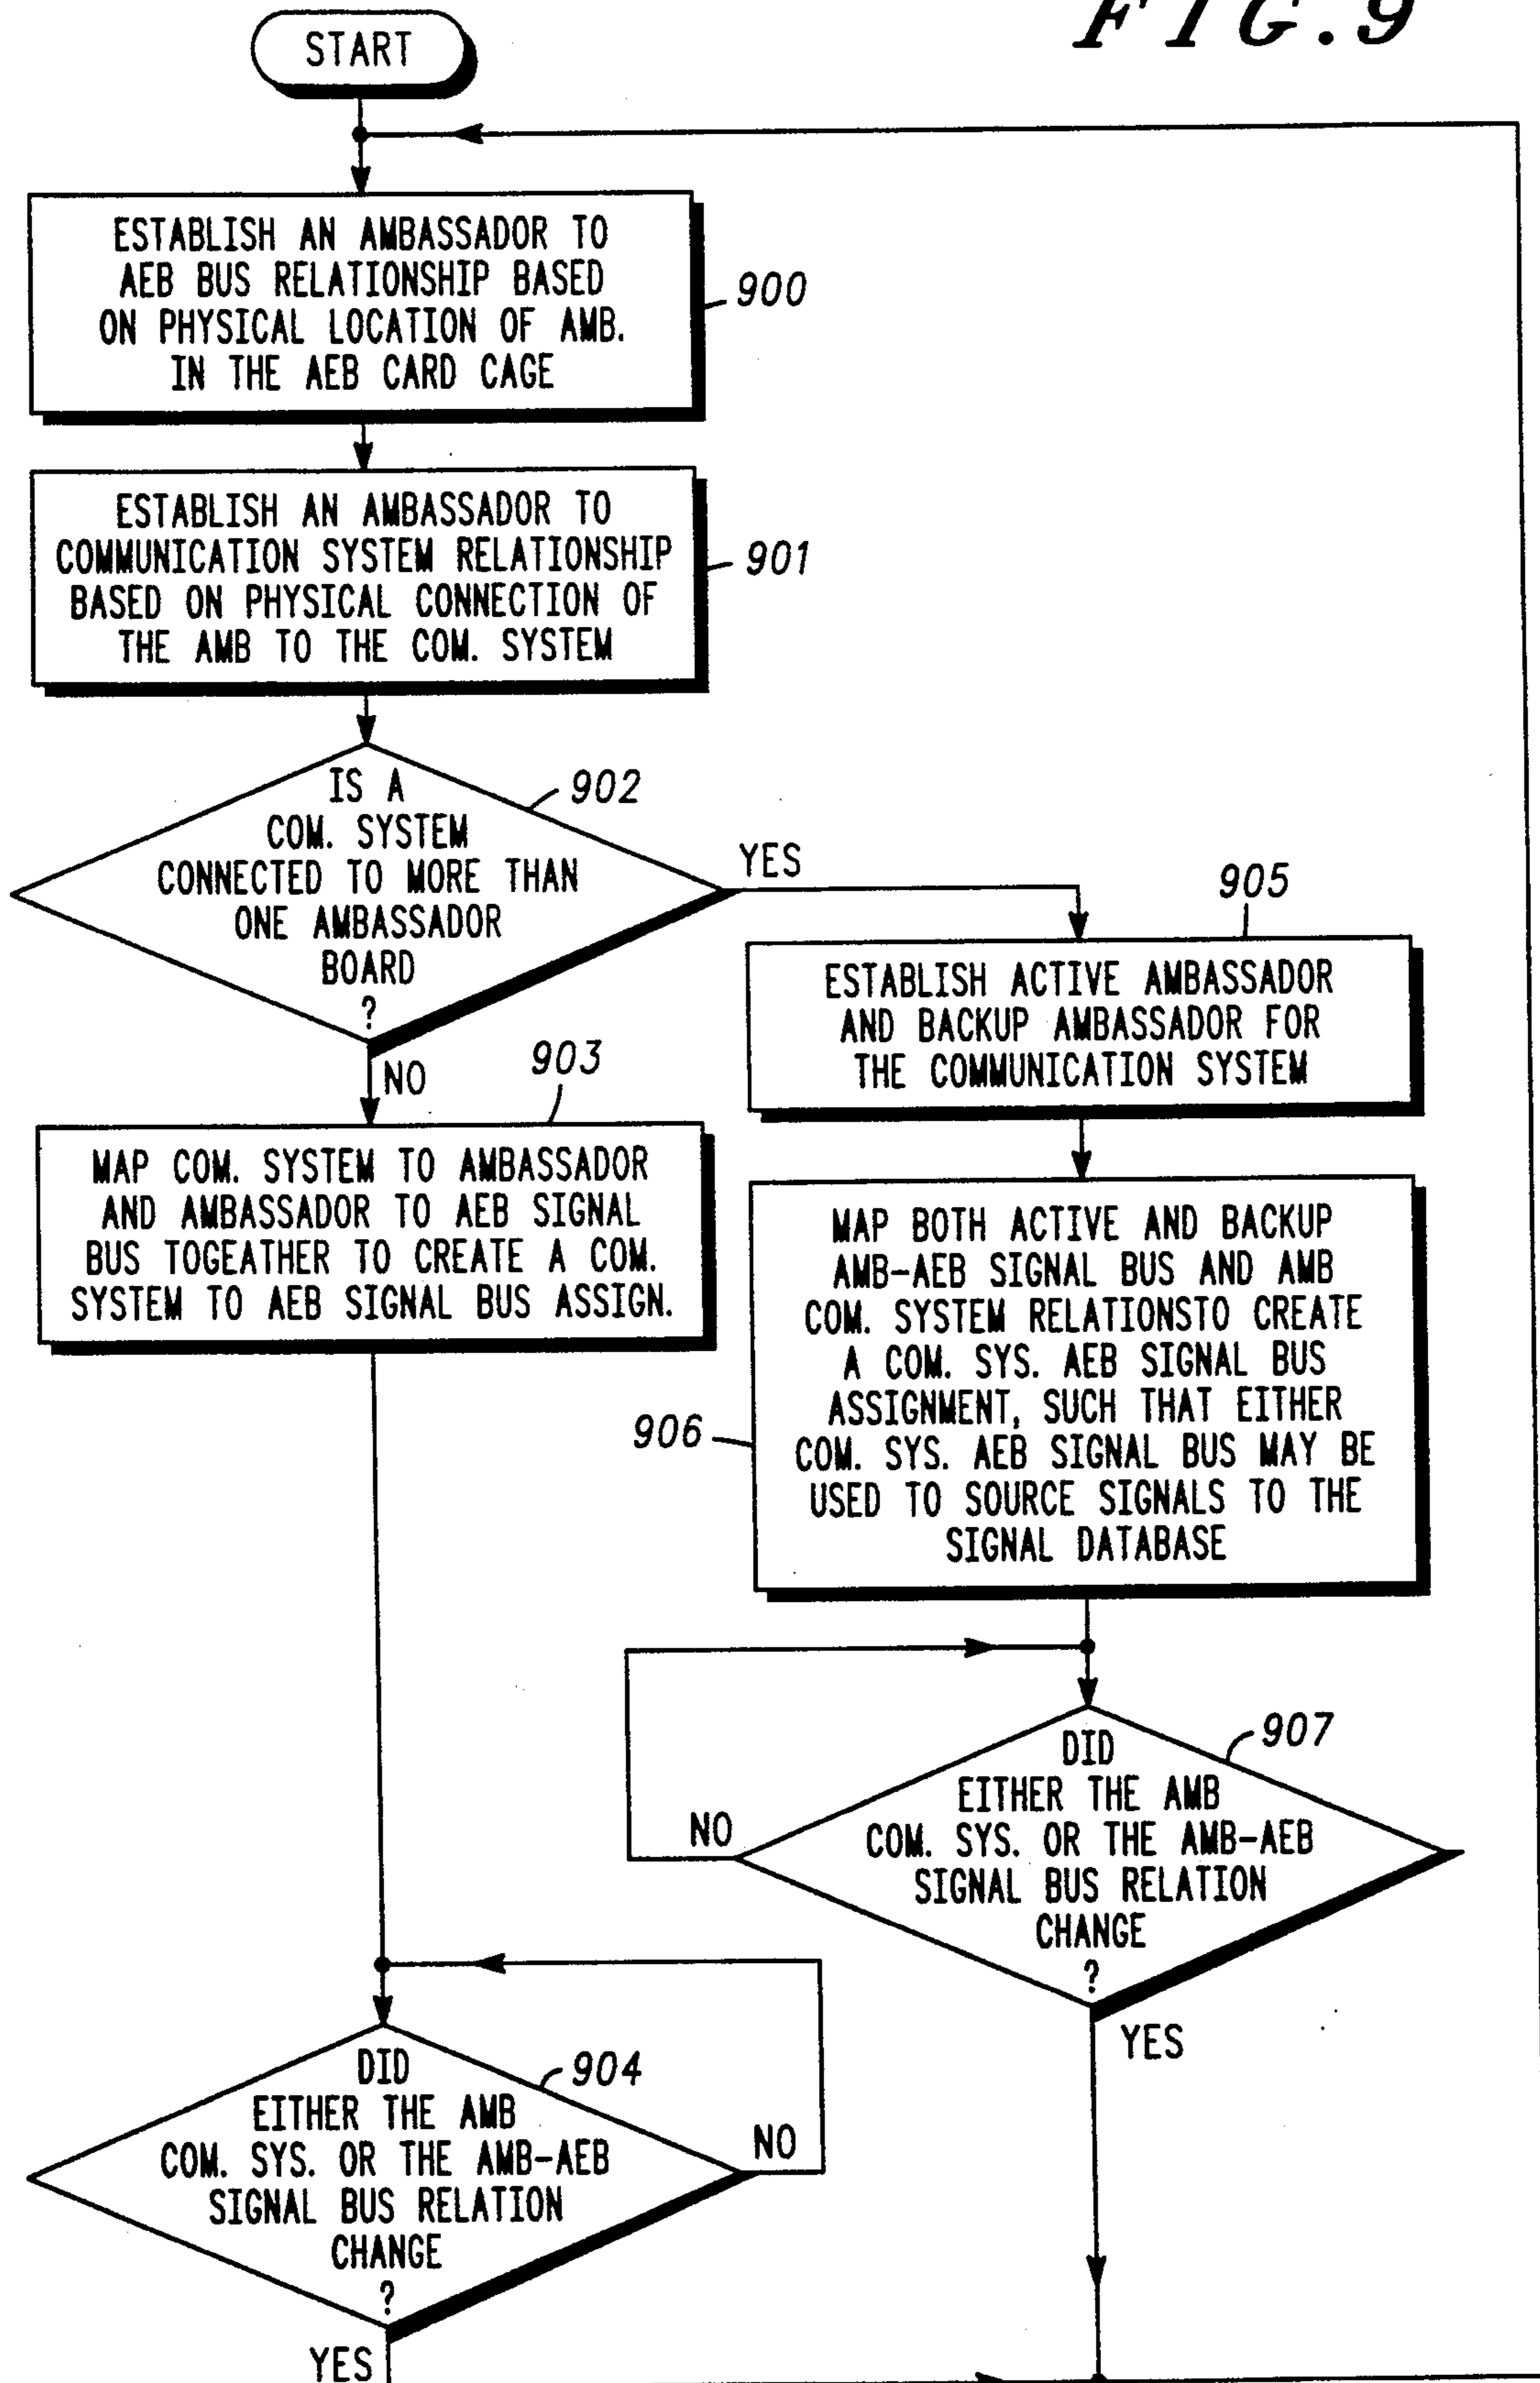 FIG.9
START
ESTABLISH AN AMBASSADOR TO
AEB BUS RELATIONSHIP BASED
ON PHYSICAL LOCATION OF AMB.
IN THE AEB CARD CAGE
900
ESTABLISH AN AMBASSADOR TO
COMMUNICATION SYSTEM RELATIONSHIP
BASED ON PHYSICAL CONNECTION OF
THE AMB TO THE COM. SYSTEM
901
IS A
COM. SYSTEM
CONNECTED TO MORE THAN
ONE AMBASSADOR
BOARD
?
902
YES
NO
903
MAP COM. SYSTEM TO AMBASSADOR
AND AMBASSADOR TO AEB SIGNAL
BUS TOGEATHER TO CREATE A COM.
SYSTEM TO AEB SIGNAL BUS ASSIGN.
905
ESTABLISH ACTIVE AMBASSADOR
AND BACKUP AMBASSADOR FOR
THE COMMUNICATION SYSTEM
MAP BOTH ACTIVE AND BACKUP
AMB-AEB SIGNAL BUS AND AMB
COM. SYSTEM RELATIONSTO CREATE
A COM. SYS. AEB SIGNAL BUS
ASSIGNMENT, SUCH THAT EITHER
COM. SYS. AEB SIGNAL BUS MAY BE
USED TO SOURCE SIGNALS TO THE
SIGNAL DATABASE
906
DID
EITHER THE AMB
COM. SYS. OR THE AMB-AEB
SIGNAL BUS RELATION
CHANGE
?
907
NO
YES
DID
EITHER THE AMB
COM. SYS. OR THE AMB-AEB
SIGNAL BUS RELATION
CHANGE
?
904
NO
YES